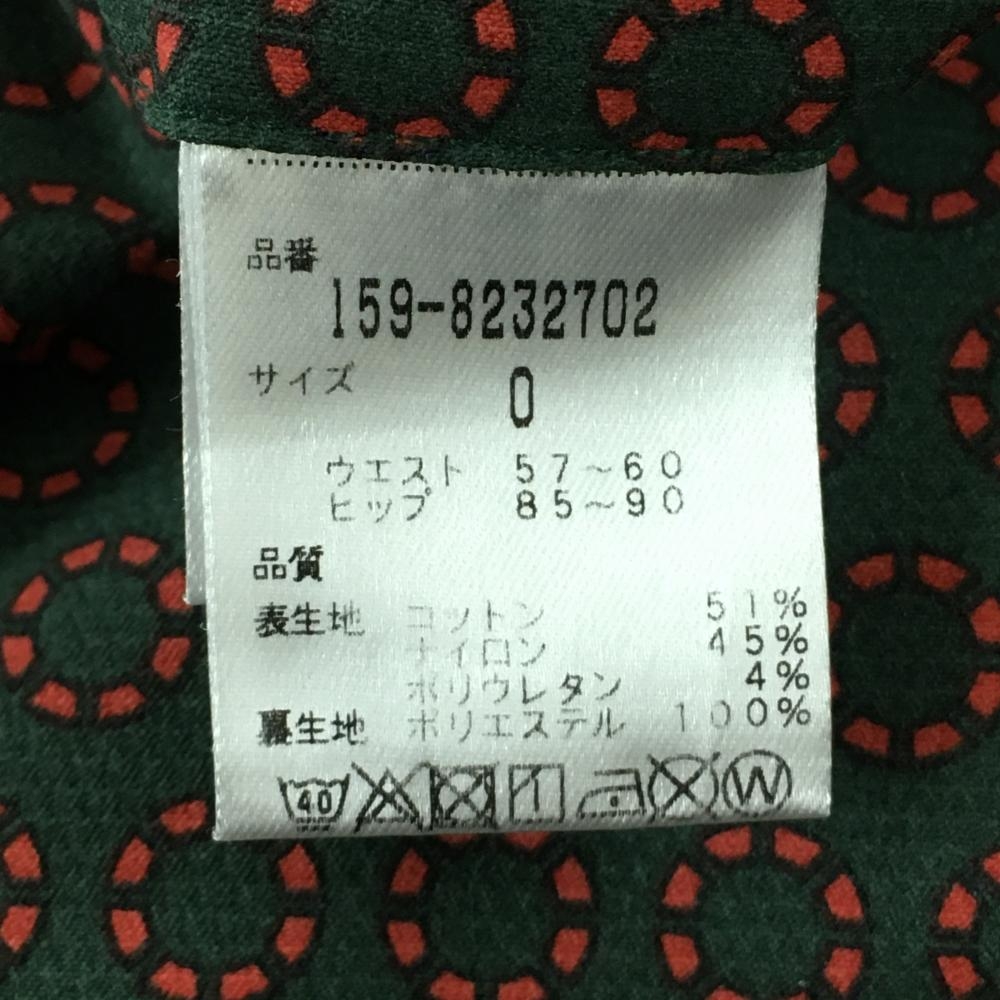 品番
159-8232702
サイズ 0
ウエスト 57~60
ヒップ 85~90
品質
表生地 コットン 51%
ナイロン 45%
ポリウレタン 4%
裏生地 ポリエステル 100%
40 W